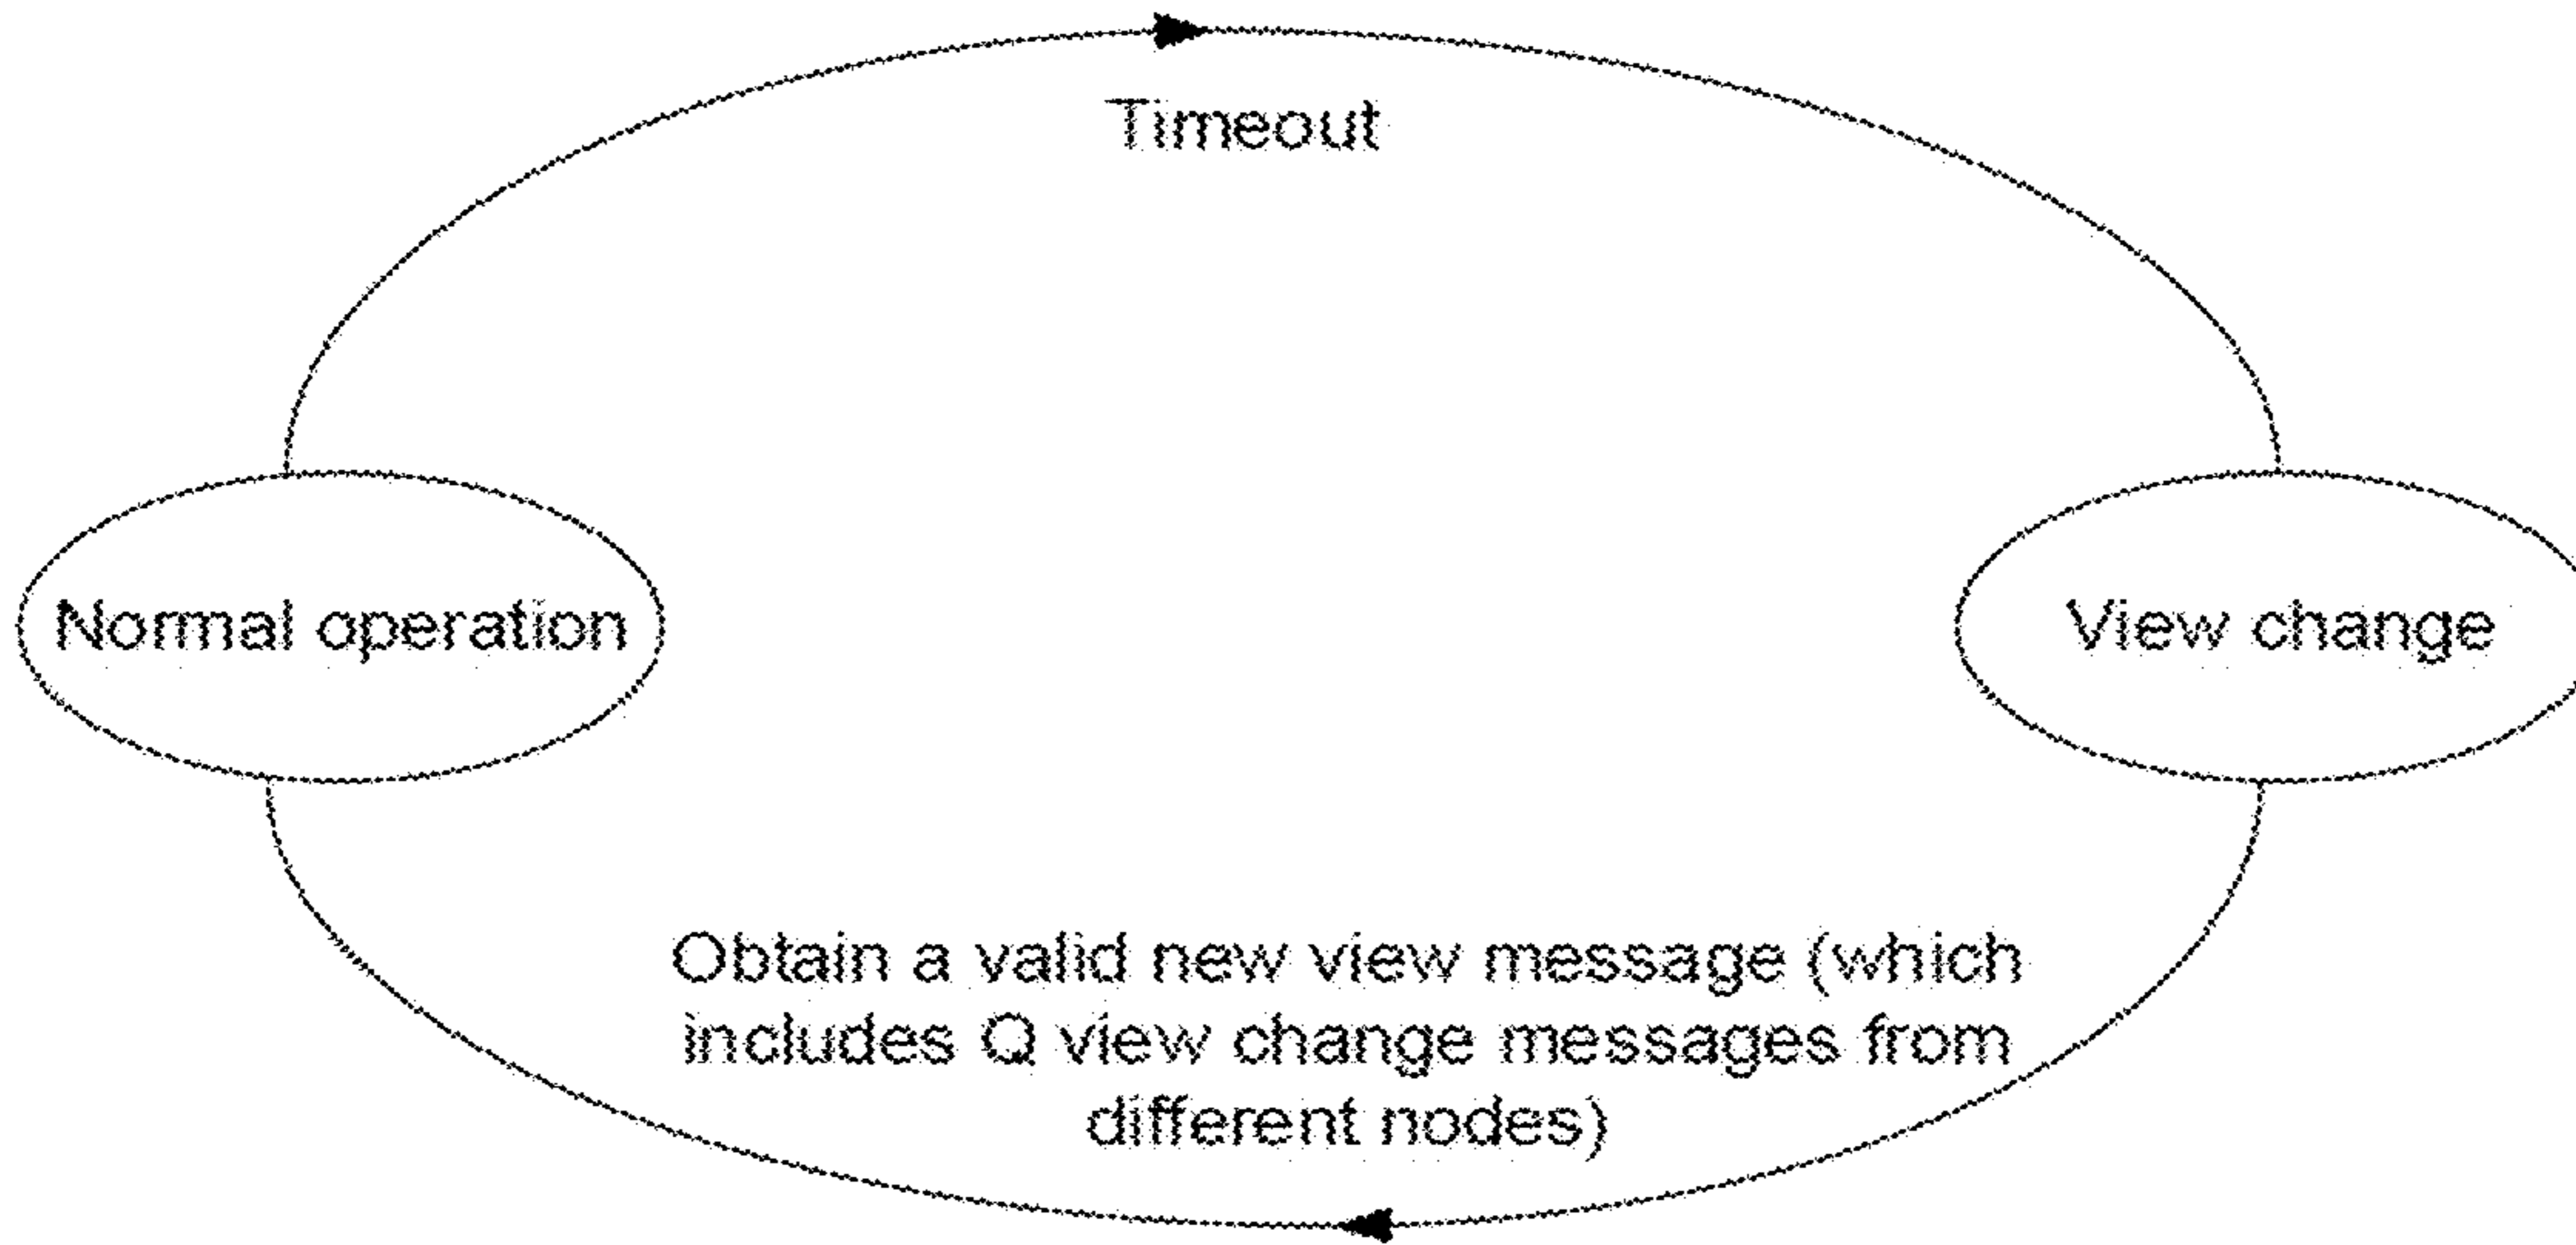 Timeout
Normal operation
View change
Obtain a valid new view message (which
includes Q view change messages from
different nodes)